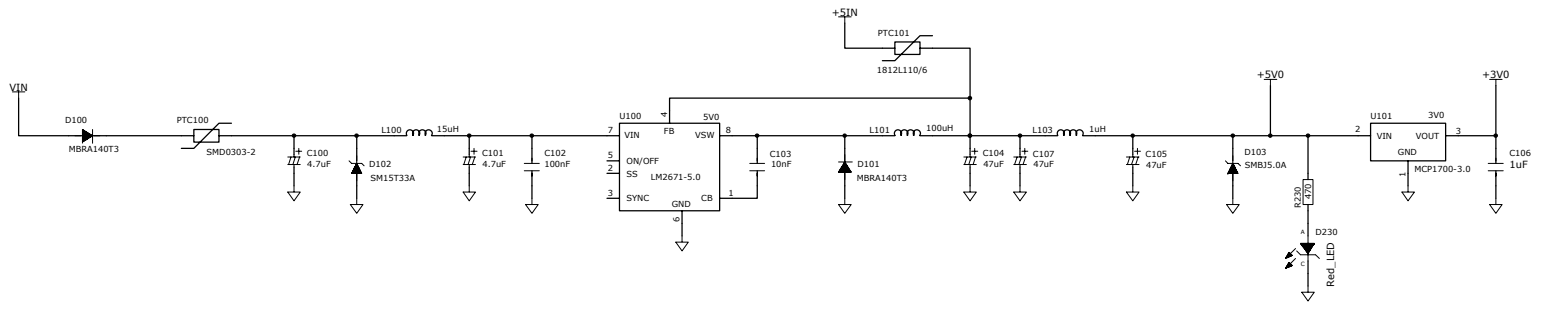 +5IN
PTC101
1812L110/6
VIN
D100
MBRA140T3
PTC100
SMD0303-2
C100
4.7uF
D102
SM15T33A
L100 15uH
C101
4.7uF
C102
100nF
U100 5V0
4
FB
7 VIN VSW 8
5 ON/OFF
2 SS
LM2671-5.0
3 SYNC CB 1
GND
6
C103
10nF
D101
MBRA140T3
L101 100uH
C104
47uF
C107
47uF
L103 1uH
C105
47uF
D103
SMBJ5.0A
+5V0
R230
470
A
D230
C
Red_LED
U101 3V0
2 VIN VOUT 3
GND
1
MCP1700-3.0
+3V0
C106
1uF